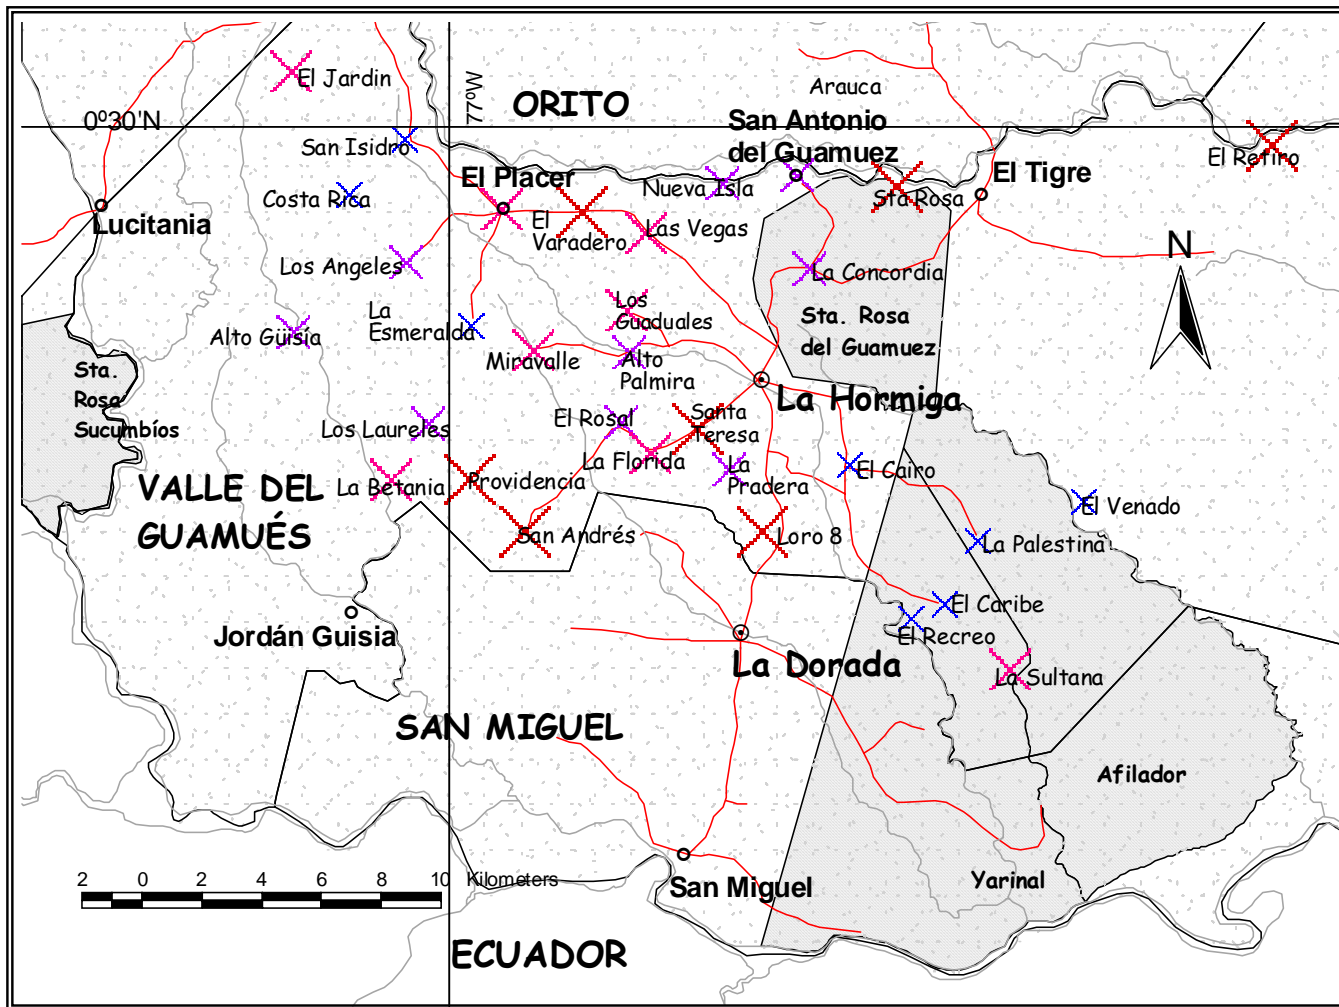 El Jardin
77ºW
ORITO
Arauca
0º30'N
San Antonio
del Guamuez
San Isidro
El Retiro
El Placer
El Tigre
Nueva Isla
Costa Rica
Sta Rosa
Lucitania
El
Varadero
Las Vegas
N
Los Angeles
La Concordia
La
Esmeralda
Los
Guaduales
Sta. Rosa
del Guamuez
Alto Güisía
Miravalle
Alto
Palmira
Sta.
Rosa
Sucumbíos
La Hormiga
El Rosal
Santa
Teresa
Los Laureles
La Florida
La
Pradera
El Cairo
VALLE DEL
GUAMUÉS
La Betania
Providencia
El Venado
San Andrés
Loro 8
La Palestina
El Caribe
Jordán Guisia
El Recreo
La Dorada
La Sultana
SAN MIGUEL
Afilador
2 0 2 4 6 8 10 Kilometers
San Miguel
Yarinal
ECUADOR